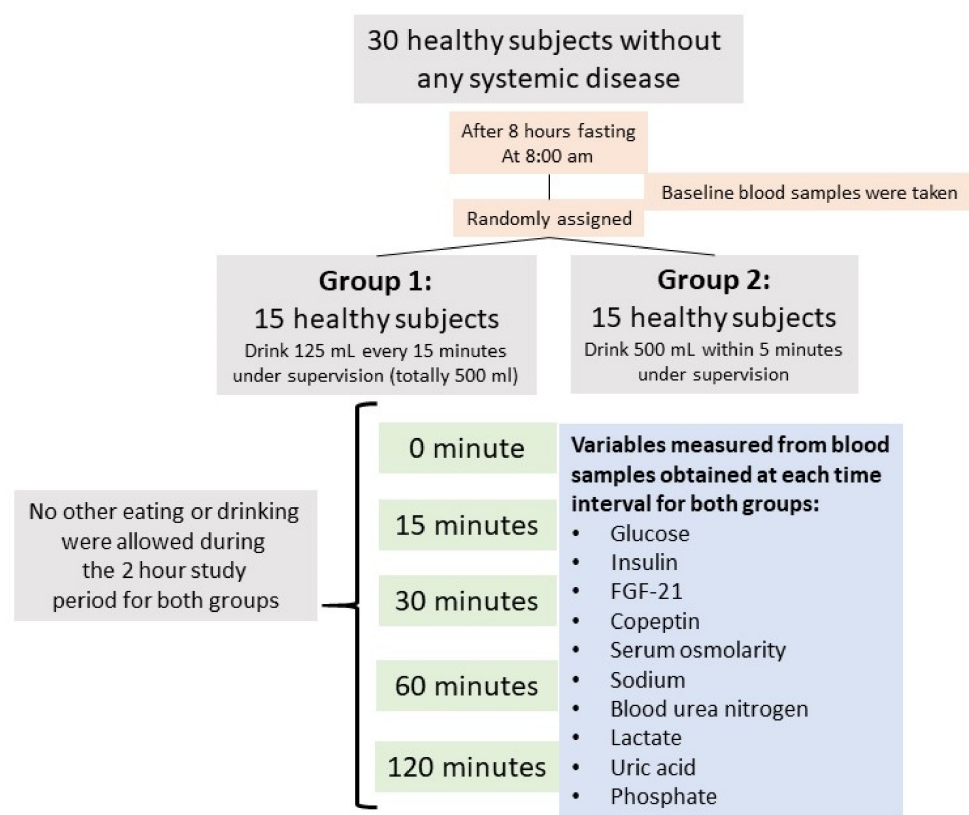 30 healthy subjects without
any systemic disease
After 8 hours fasting
At 8:00 am
Baseline blood samples were taken
Randomly assigned
Group 1:
15 healthy subjects
Drink 125 mL every 15 minutes
under supervision (totally 500 ml)
Group 2:
15 healthy subjects
Drink 500 mL within 5 minutes
under supervision
No other eating or drinking
were allowed during
the 2 hour study
period for both groups
0 minute
15 minutes
30 minutes
60 minutes
120 minutes
Variables measured from blood
samples obtained at each time
interval for both groups:
• Glucose
• Insulin
• FGF-21
• Copeptin
• Serum osmolarity
• Sodium
• Blood urea nitrogen
• Lactate
• Uric acid
• Phosphate